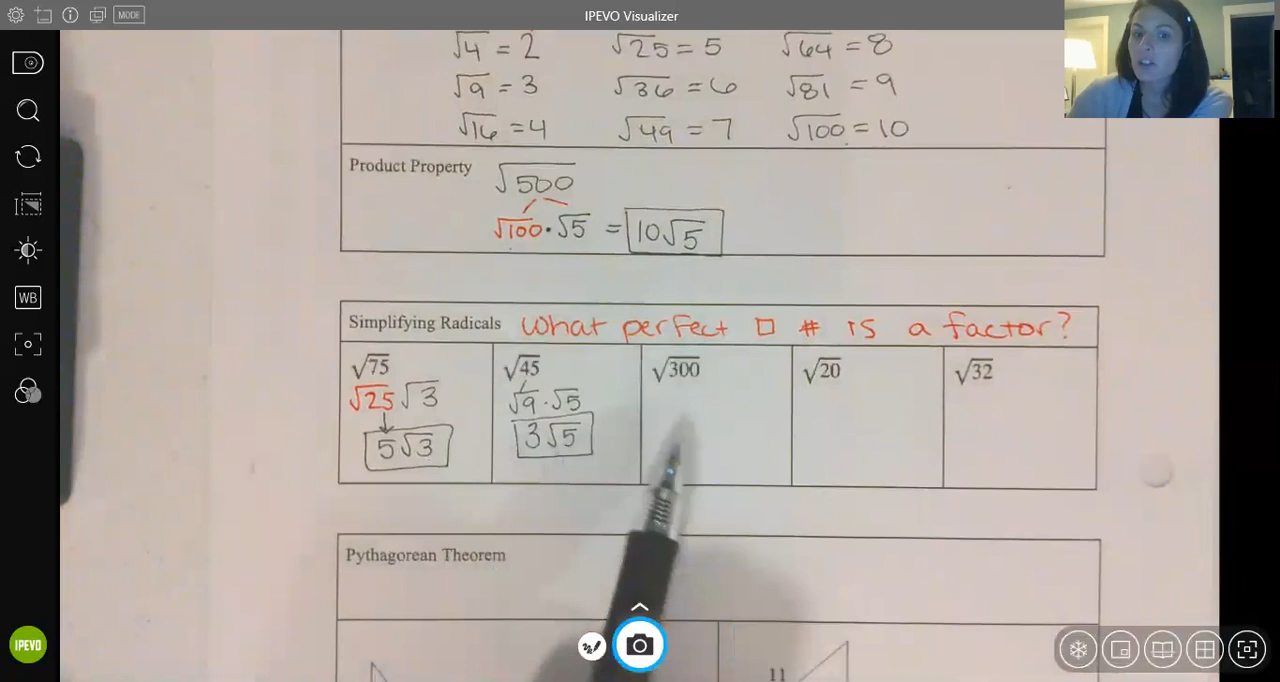 IPEVO Visualizer
MODE
WB
IPEVO
√4 = 2 √25 = 5 √64 = 8
√9 = 3 √36 = 6 √81 = 9
√16 = 4 √49 = 7 √100 = 10
Product Property
√500
√100 • √5 = 10√5
Simplifying Radicals What perfect □ # is a factor?
√75 √45 √300 √20 √32
√25 √3 √9 · √5
5√3 3√5
Pythagorean Theorem
11